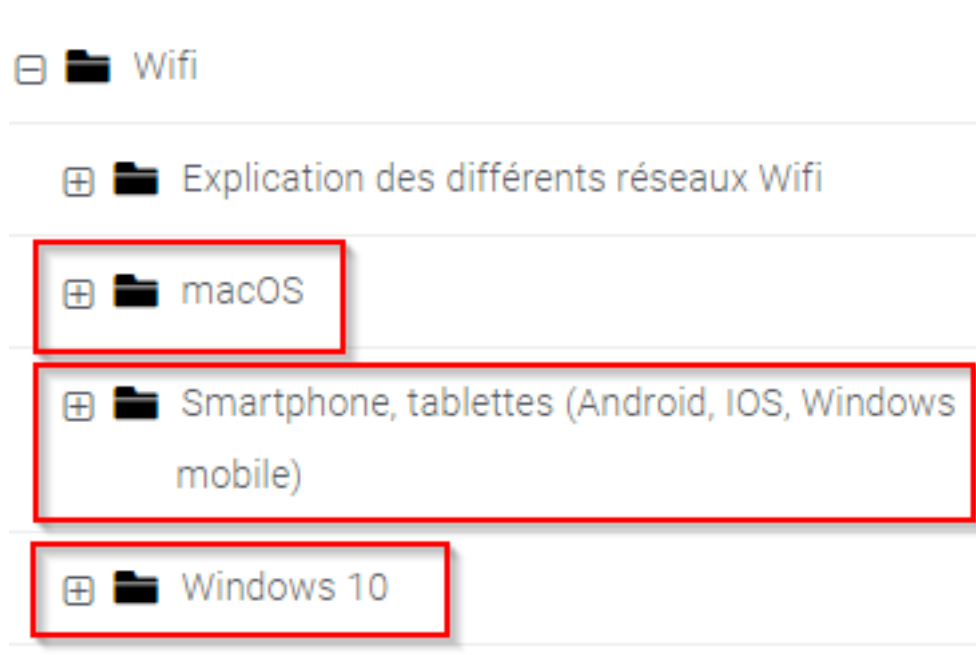 Wifi
Explication des différents réseaux Wifi
macOS
Smartphone, tablettes (Android, IOS, Windows
mobile)
Windows 10